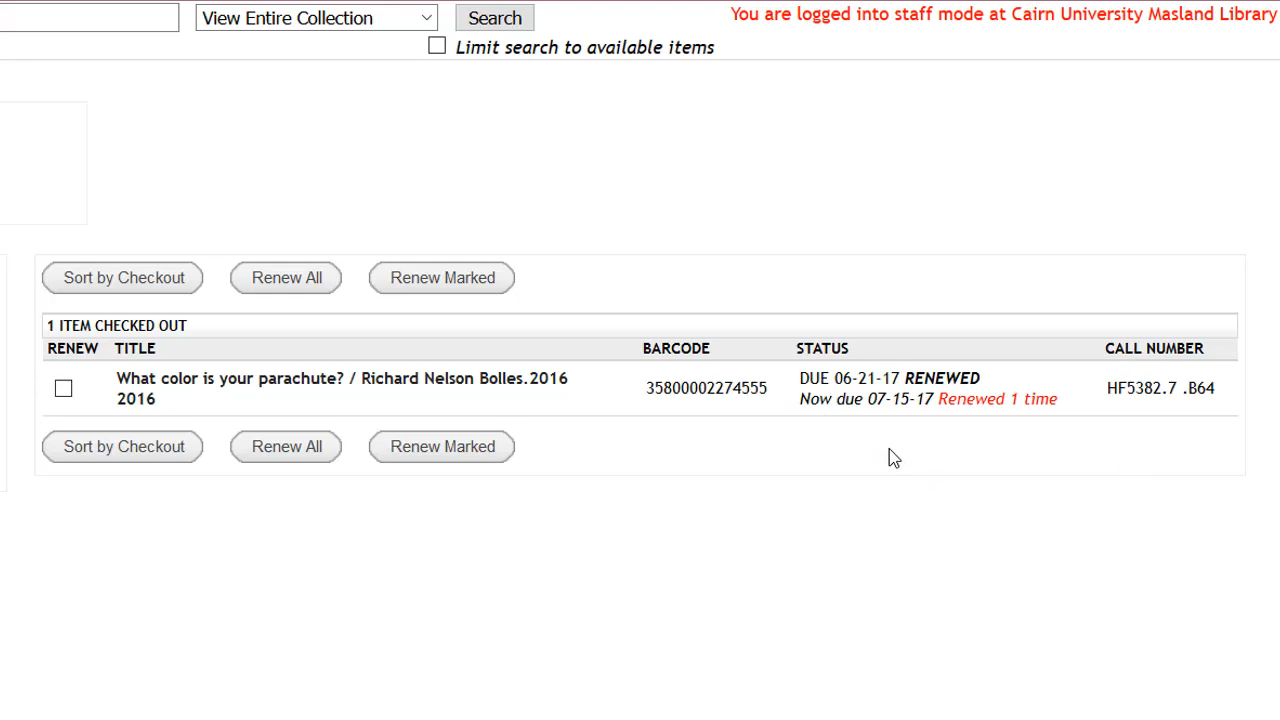 View Entire Collection Search You are logged into staff mode at Cairn University Masland Library
Limit search to available items
Sort by Checkout Renew All Renew Marked
1 ITEM CHECKED OUT
RENEW TITLE BARCODE STATUS CALL NUMBER
What color is your parachute? / Richard Nelson Bolles.2016 35800002274555 DUE 06-21-17 RENEWED HF5382.7 .B64
2016 Now due 07-15-17 Renewed 1 time
Sort by Checkout Renew All Renew Marked